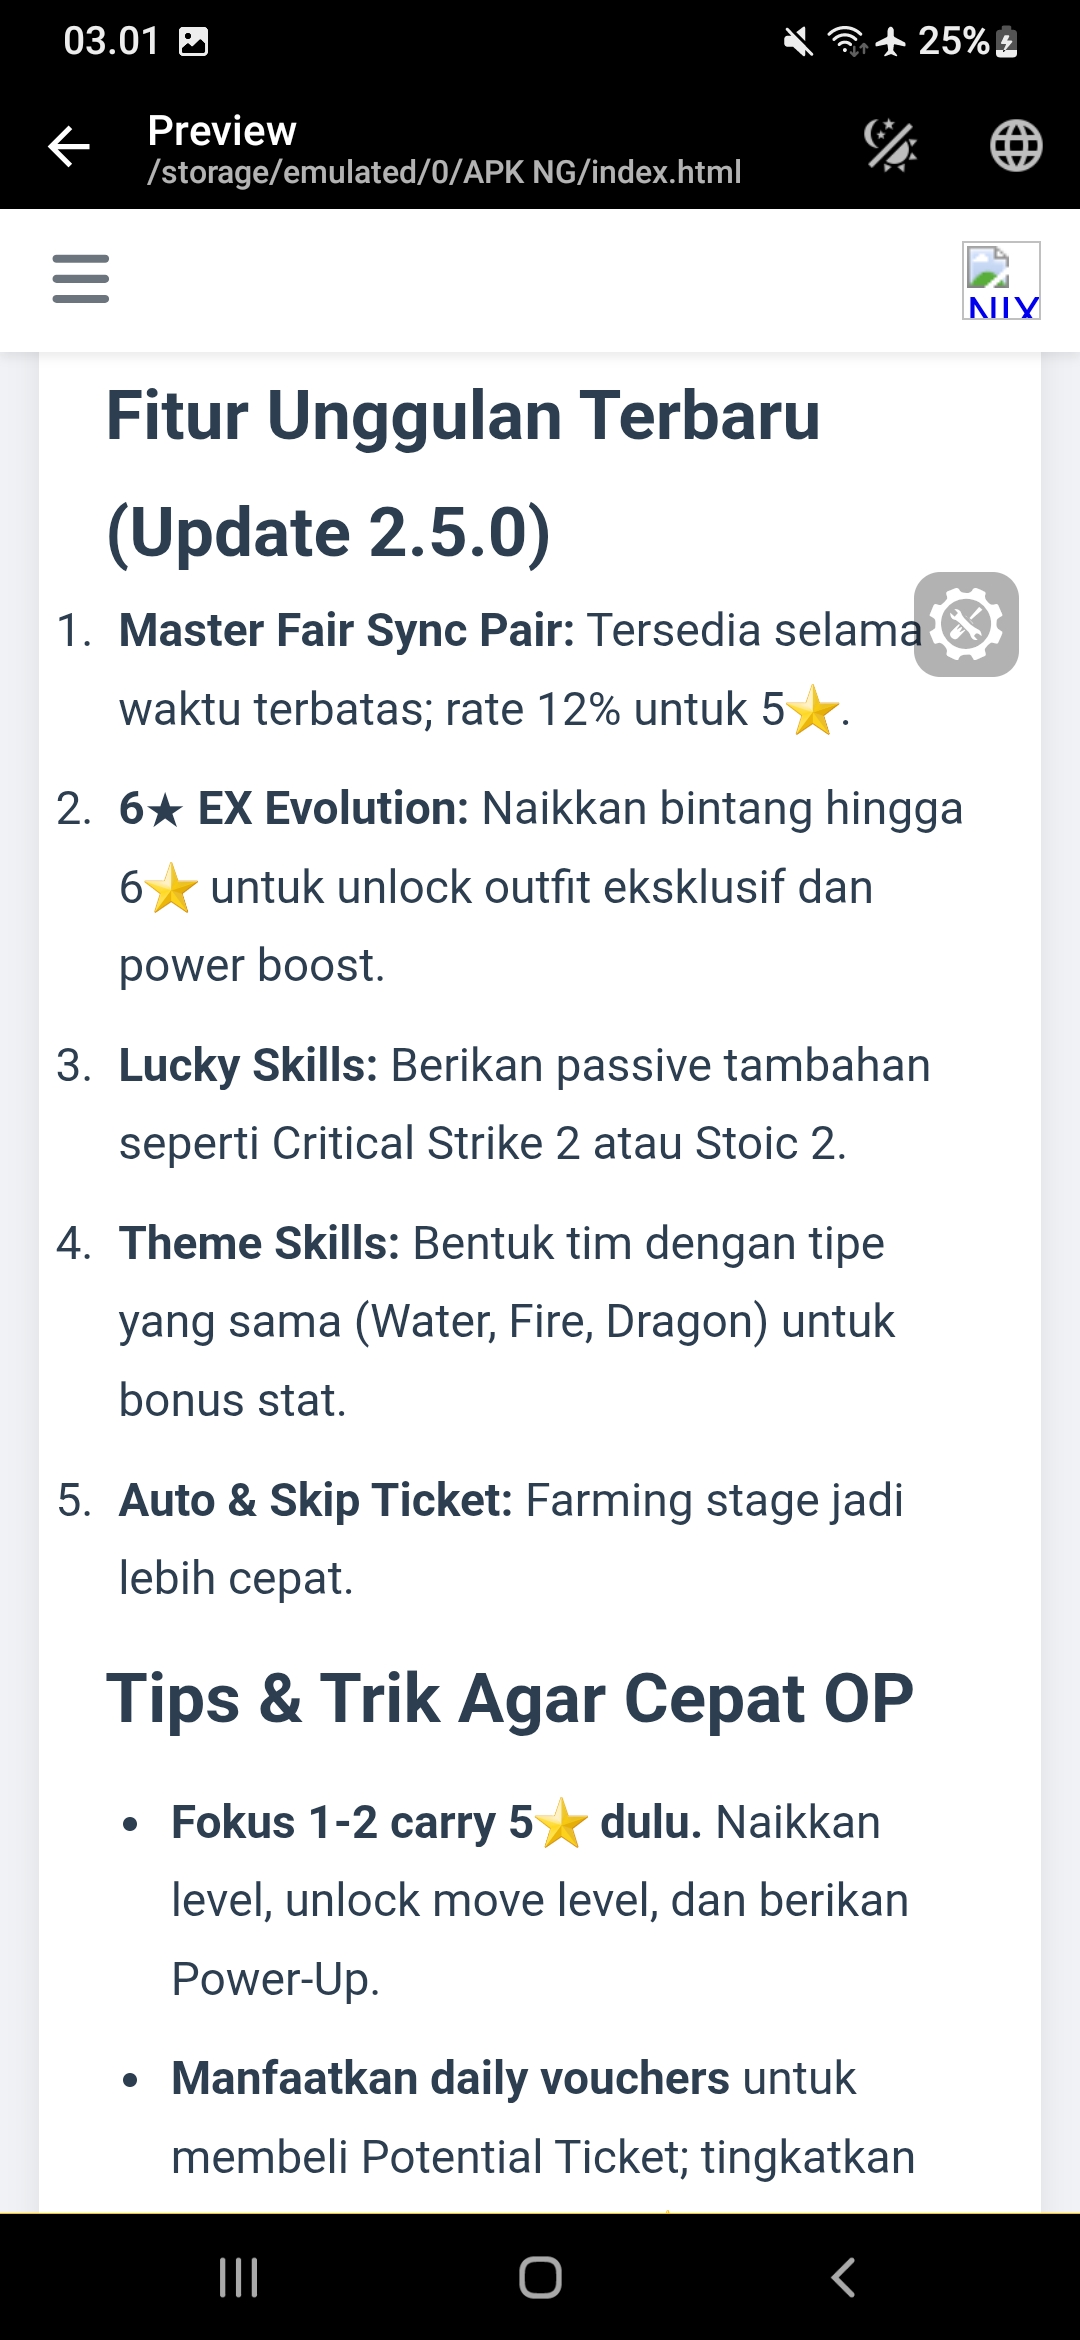 03.01 25%
Preview
/storage/emulated/0/APK NG/index.html
NIX
Fitur Unggulan Terbaru
(Update 2.5.0)
1. Master Fair Sync Pair: Tersedia selama
waktu terbatas; rate 12% untuk 5⭐.
2. 6★ EX Evolution: Naikkan bintang hingga
6⭐ untuk unlock outfit eksklusif dan
power boost.
3. Lucky Skills: Berikan passive tambahan
seperti Critical Strike 2 atau Stoic 2.
4. Theme Skills: Bentuk tim dengan tipe
yang sama (Water, Fire, Dragon) untuk
bonus stat.
5. Auto & Skip Ticket: Farming stage jadi
lebih cepat.
Tips & Trik Agar Cepat OP
• Fokus 1-2 carry 5⭐ dulu. Naikkan
level, unlock move level, dan berikan
Power-Up.
• Manfaatkan daily vouchers untuk
membeli Potential Ticket; tingkatkan